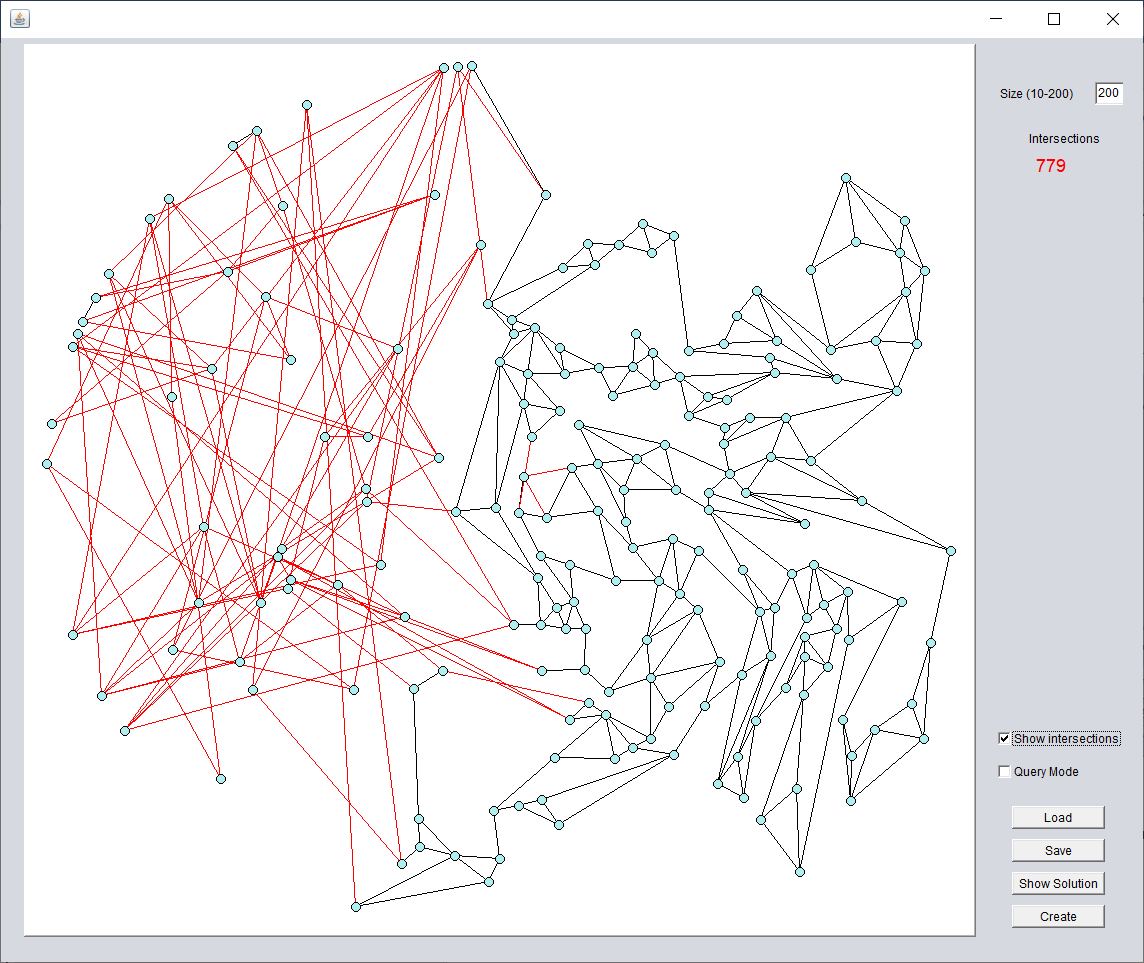 Size (10-200) 200
Intersections
779
Show intersections
Query Mode
Load
Save
Show Solution
Create